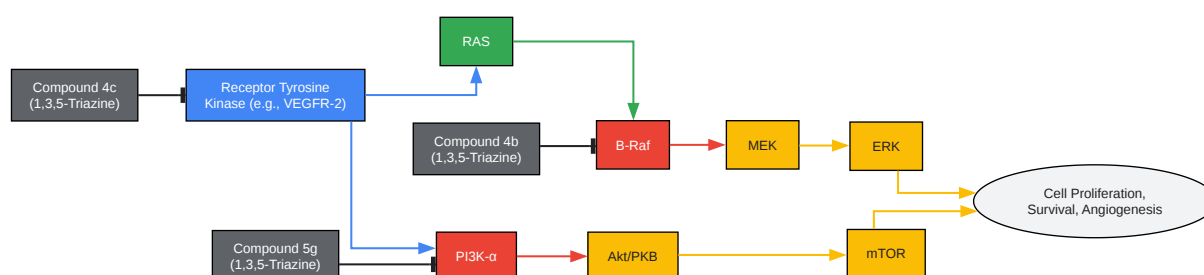 RAS
Compound 4c
(1,3,5-Triazine)
Receptor Tyrosine
Kinase (e.g., VEGFR-2)
Compound 4b
(1,3,5-Triazine)
B-Raf
MEK
ERK
Cell Proliferation,
Survival, Angiogenesis
Compound 5g
(1,3,5-Triazine)
PI3K-α
Akt/PKB
mTOR